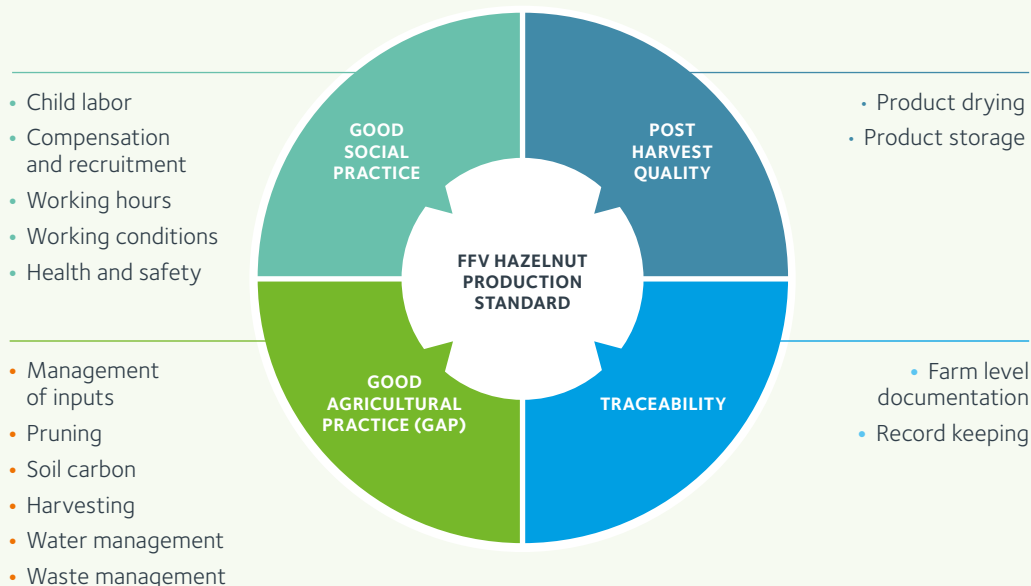 GOOD
SOCIAL
PRACTICE
• Child labor
• Compensation
and recruitment
• Working hours
• Working conditions
• Health and safety
POST
HARVEST
QUALITY
• Product drying
• Product storage
FFV HAZELNUT
PRODUCTION
STANDARD
GOOD
AGRICULTURAL
PRACTICE (GAP)
• Management
of inputs
• Pruning
• Soil carbon
• Harvesting
• Water management
• Waste management
TRACEABILITY
• Farm level
documentation
• Record keeping